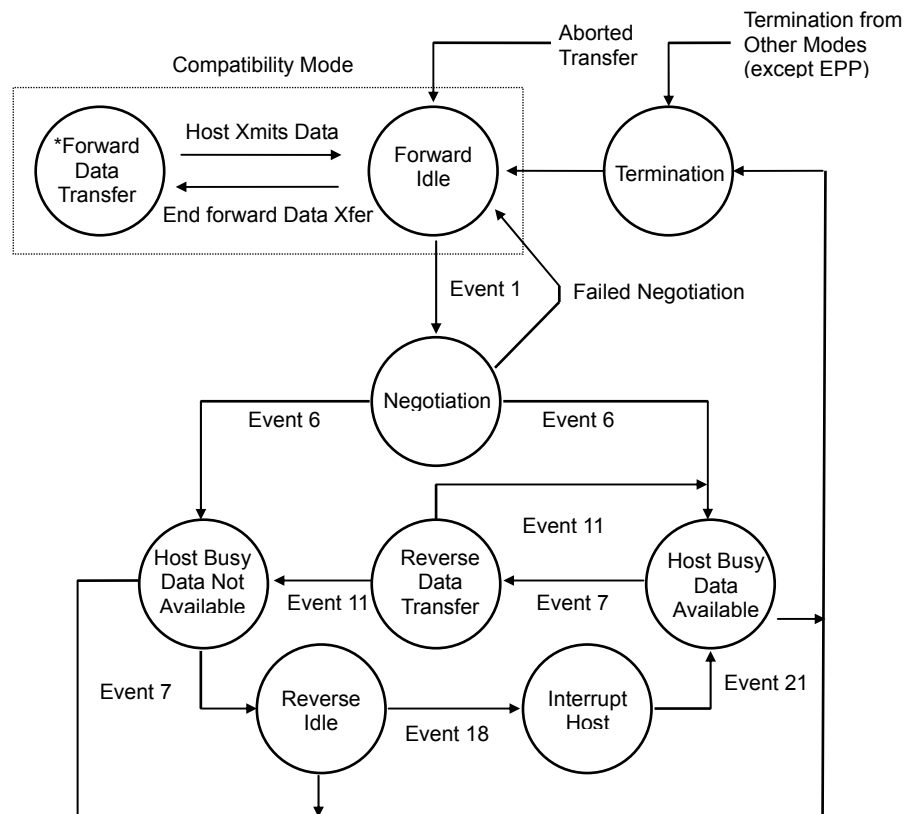 Aborted
Transfer
Termination from
Other Modes
(except EPP)
Compatibility Mode
*Forward
Data
Transfer
Host Xmits Data
End forward Data Xfer
Forward
Idle
Termination
Event 1
Failed Negotiation
Negotiation
Event 6
Event 6
Event 11
Host Busy
Data Not
Available
Event 11
Reverse
Data
Transfer
Event 7
Host Busy
Data
Available
Event 7
Reverse
Idle
Event 18
Interrupt
Host
Event 21